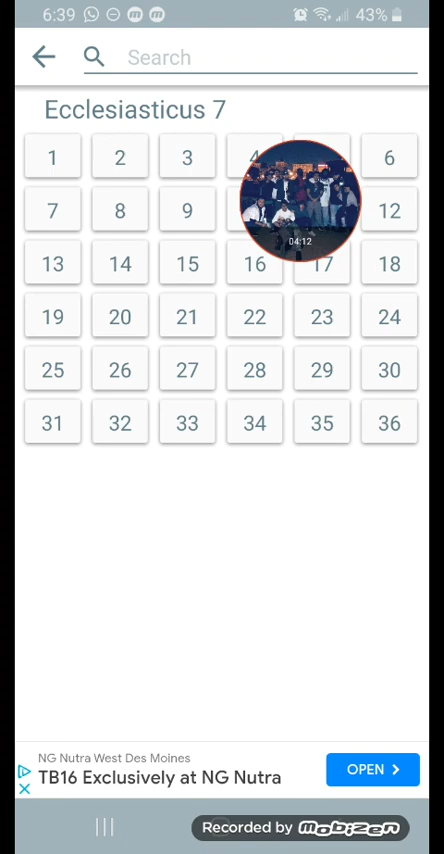 6:39 43%
Search
Ecclesiasticus 7
1 2 3 4 6
7 8 9 12
13 14 15 16 17 18
19 20 21 22 23 24
25 26 27 28 29 30
31 32 33 34 35 36
04:12
NG Nutra West Des Moines
TB16 Exclusively at NG Nutra
OPEN
Recorded by mobizen